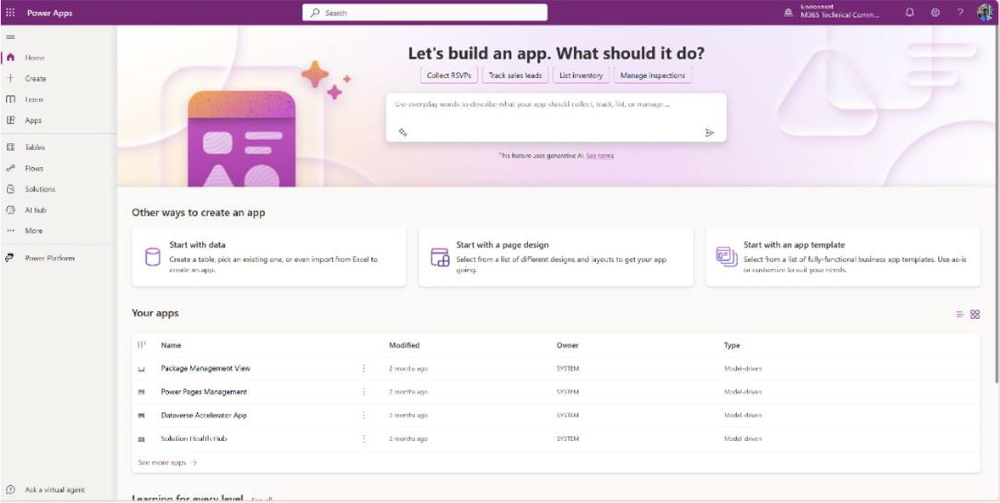 Power Apps
Search
Environment
M365 Technical Comm...
Home
Create
Learn
Apps
Tables
Flows
Solutions
AI hub
More
Power Platform
Ask a virtual agent
Let's build an app. What should it do?
Collect RSVPs Track sales leads List inventory Manage inspections
Use everyday words to describe what your app should collect, track, list, or manage...
This feature uses generative AI. See terms
Other ways to create an app
Start with data
Create a table, pick an existing one, or even import from Excel to
create an app.
Start with a page design
Select from a list of different designs and layouts to get your app
going.
Start with an app template
Select from a list of fully-functional business app templates. Use as-is
or customize to suit your needs.
Your apps
Name Modified Owner Type
Package Management View 2 months ago SYSTEM Model-driven
Power Pages Management 2 months ago SYSTEM Model-driven
Dataverse Accelerator App 2 months ago SYSTEM Model-driven
Solution Health Hub 2 months ago SYSTEM Model-driven
See more apps
Learning for every level See all